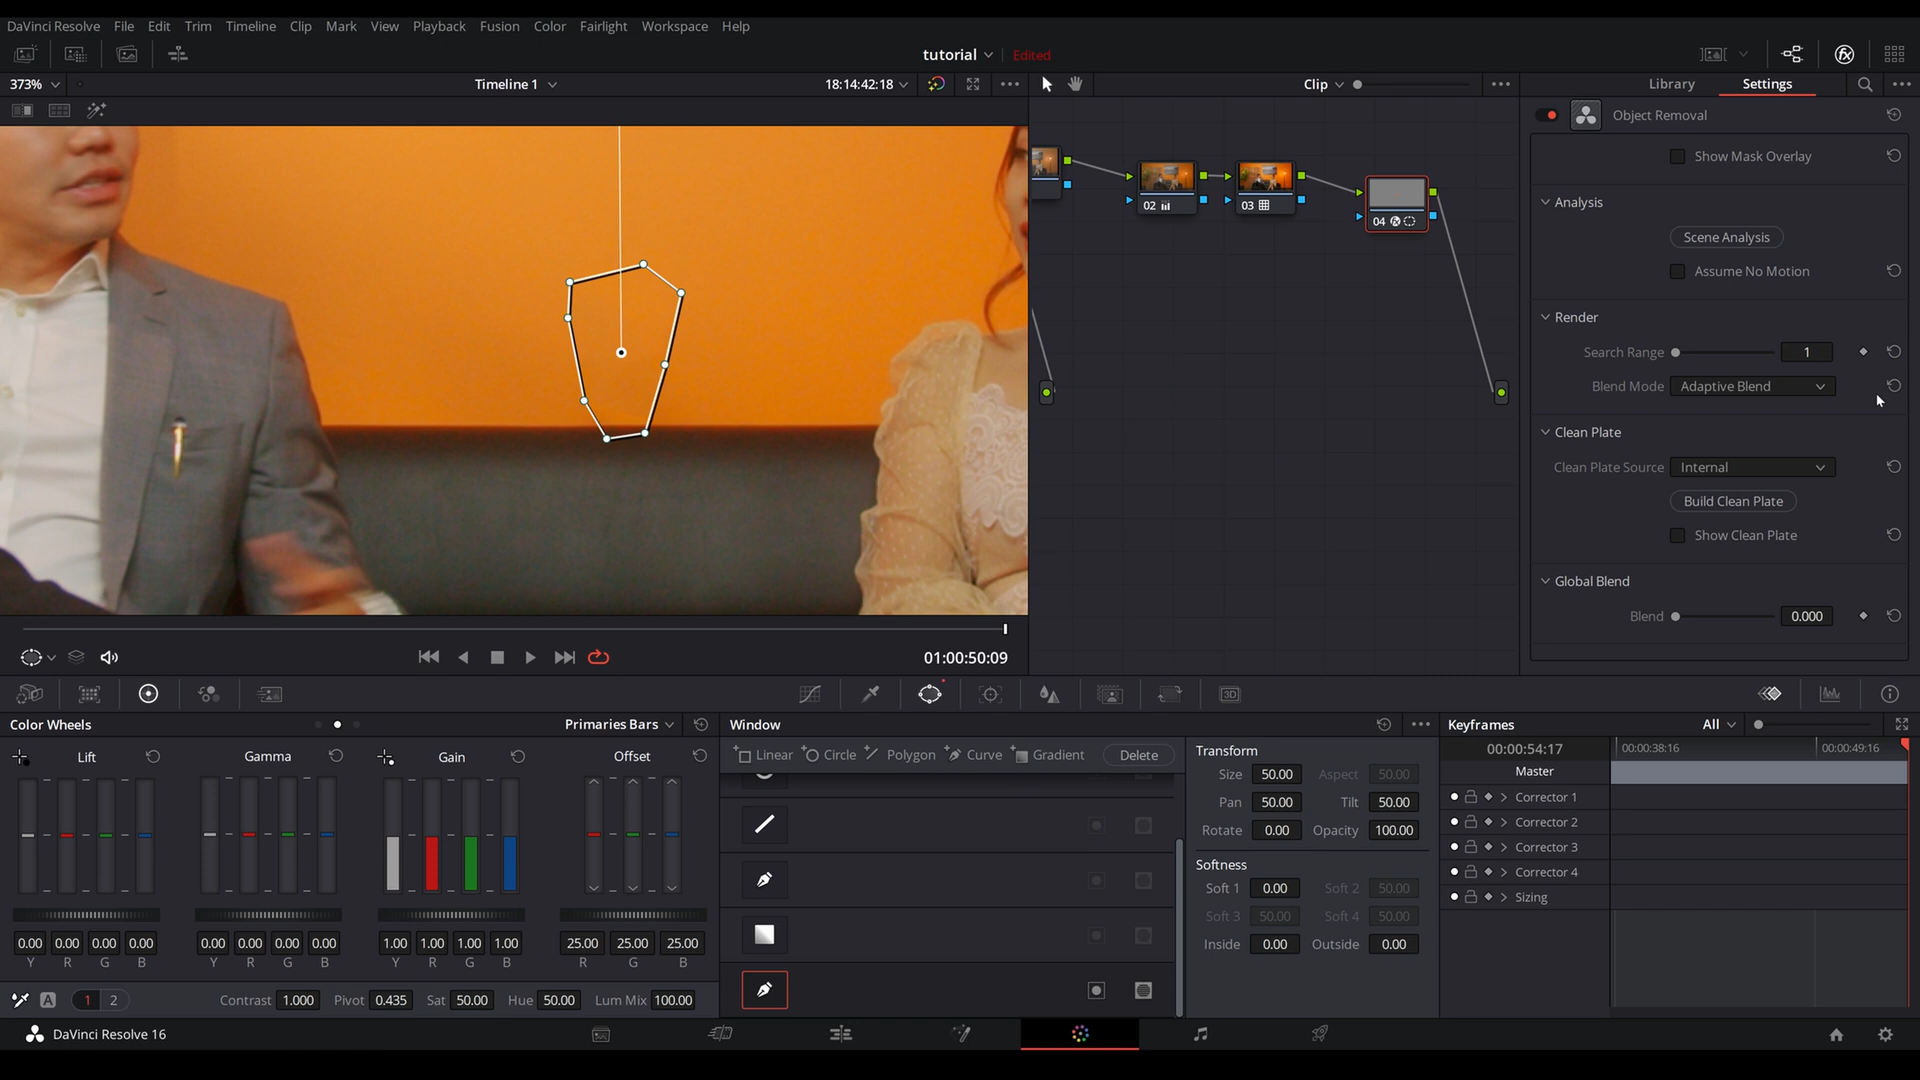 DaVinci Resolve File Edit Trim Timeline Clip Mark View Playback Fusion Color Fairlight Workspace Help
tutorial Edited
373% Timeline 1 18:14:42:18 Clip Library Settings
Object Removal
Show Mask Overlay
Analysis
Scene Analysis
Assume No Motion
Render
Search Range 1
Blend Mode Adaptive Blend
Clean Plate
Clean Plate Source Internal
Build Clean Plate
Show Clean Plate
Global Blend
Blend 0.000
02 03 04
01:00:50:09
3D
Color Wheels Primaries Bars
Lift Gamma Gain Offset
0.00 0.00 0.00 0.00 0.00 0.00 0.00 0.00 1.00 1.00 1.00 1.00 25.00 25.00 25.00
Y R G B Y R G B Y R G B R G B
A 1 2 Contrast 1.000 Pivot 0.435 Sat 50.00 Hue 50.00 Lum Mix 100.00
Window
Linear Circle Polygon Curve Gradient Delete
Transform
Size 50.00 Aspect 50.00
Pan 50.00 Tilt 50.00
Rotate 0.00 Opacity 100.00
Softness
Soft 1 0.00 Soft 2 50.00
Soft 3 50.00 Soft 4 50.00
Inside 0.00 Outside 0.00
Keyframes All
00:00:54:17 00:00:38:16 00:00:49:16
Master
Corrector 1
Corrector 2
Corrector 3
Corrector 4
Sizing
DaVinci Resolve 16